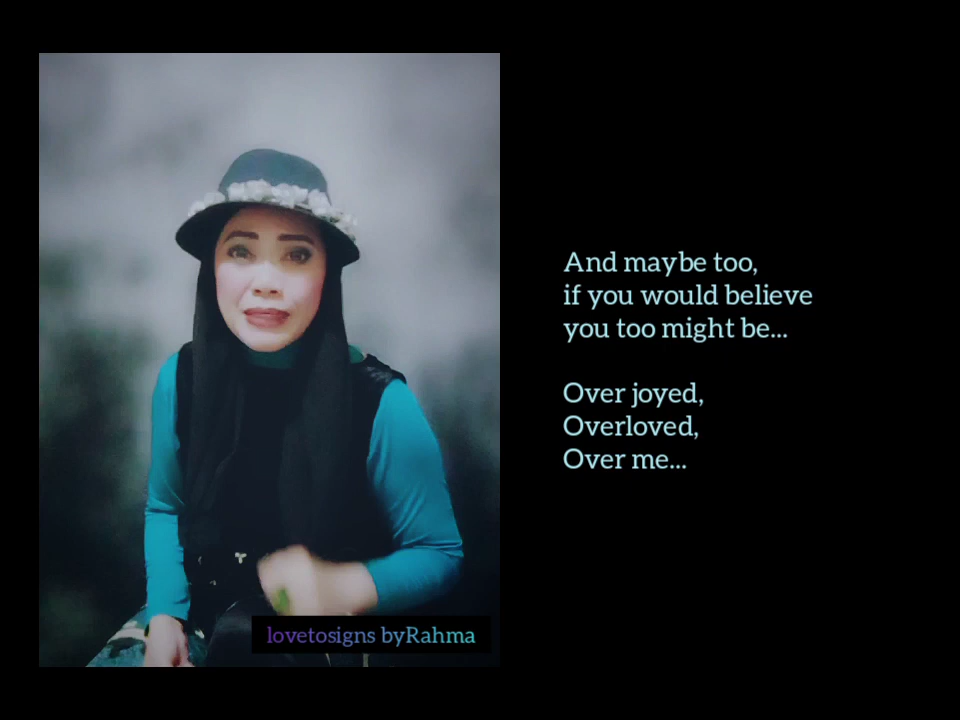 And maybe too,
if you would believe
you too might be...
Over joyed,
Overloved,
Over me...
lovetosigns byRahma